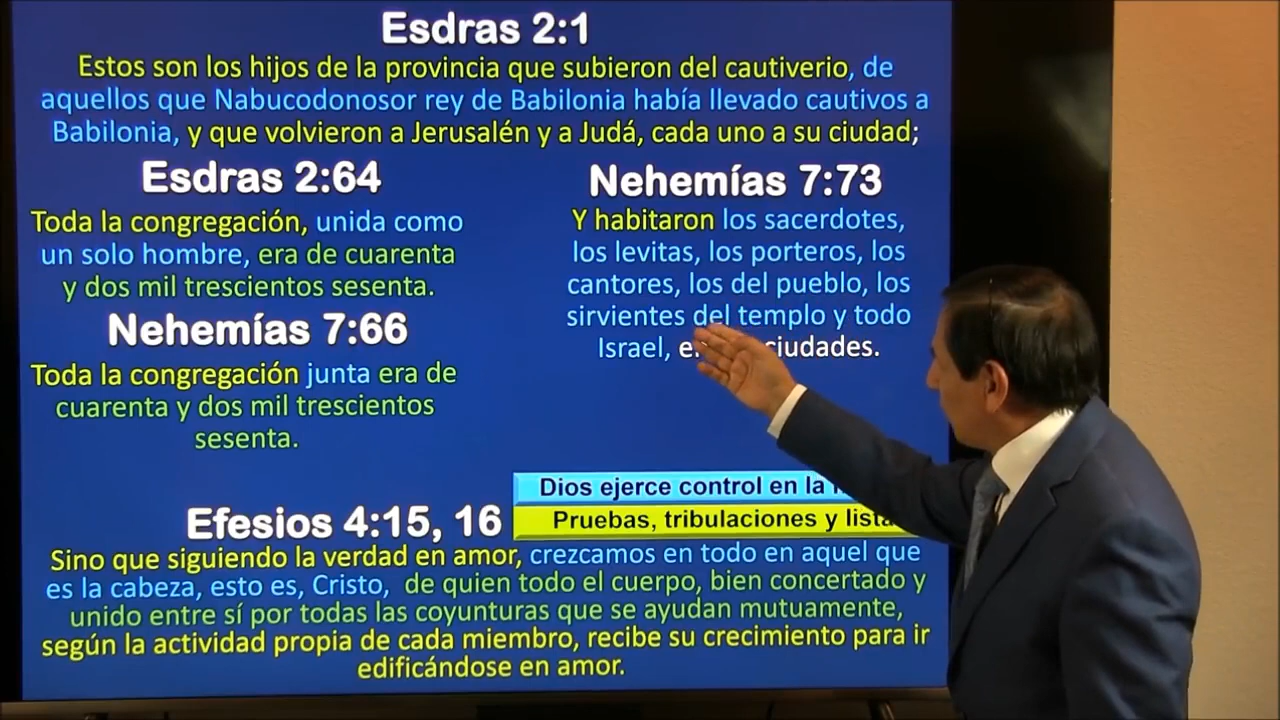 Esdras 2:1
Estos son los hijos de la provincia que subieron del cautiverio, de
aquellos que Nabucodonosor rey de Babilonia había llevado cautivos a
Babilonia, y que volvieron a Jerusalén y a Judá, cada uno a su ciudad;
Esdras 2:64
Toda la congregación, unida como
un solo hombre, era de cuarenta
y dos mil trescientos sesenta.
Nehemías 7:66
Toda la congregación junta era de
cuarenta y dos mil trescientos
sesenta.
Nehemías 7:73
Y habitaron los sacerdotes,
los levitas, los porteros, los
cantores, los del pueblo, los
sirvientes del templo y todo
Israel, ciudades.
Dios ejerce control en la
Pruebas, tribulaciones y
Efesios 4:15, 16
Sino que siguiendo la verdad en amor, crezcamos en todo en aquel que
es la cabeza, esto es, Cristo, de quien todo el cuerpo, bien concertado y
unido entre sí por todas las coyunturas que se ayudan mutuamente,
según la actividad propia de cada miembro, recibe su crecimiento para ir
edificándose en amor.